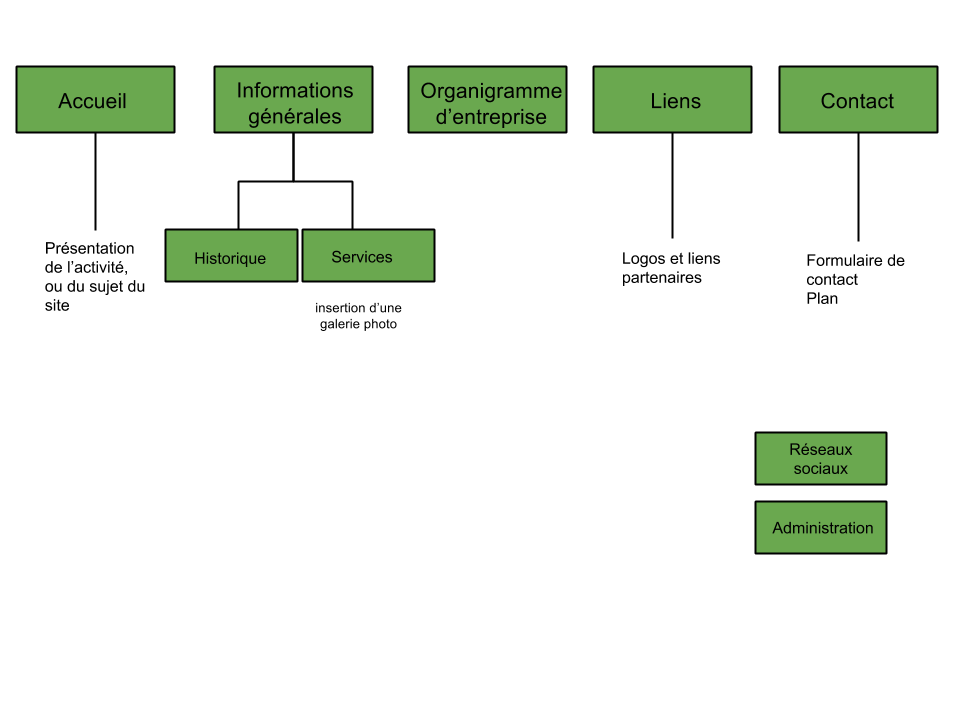 Accueil
Informations
générales
Organigramme
d’entreprise
Liens
Contact
Présentation
de l’activité,
ou du sujet du
site
Historique
Services
insertion d’une
galerie photo
Logos et liens
partenaires
Formulaire de
contact
Plan
Réseaux
sociaux
Administration